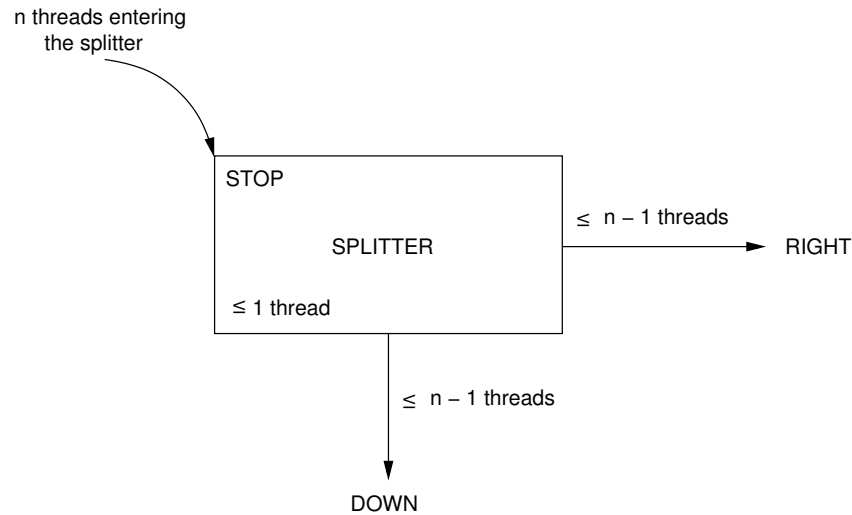 n threads entering
the splitter
STOP
≤ n − 1 threads
SPLITTER
RIGHT
≤ 1 thread
≤ n − 1 threads
DOWN